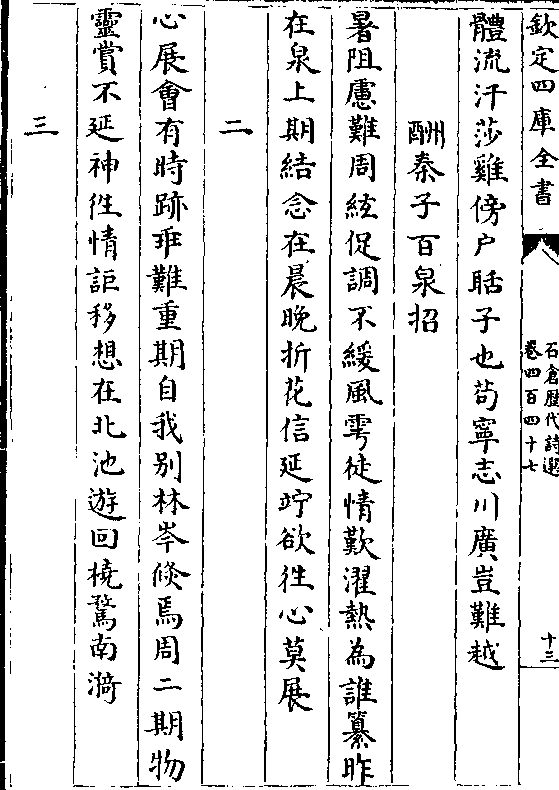 欽定四庫全書
石倉歷代詩選
卷四百四十七
十三
體流汗莎雞傍户聒子也苟寧志川廣豈難越
酬秦子百泉招
暑阻慮難周絃促調不緩風雩徒情歎濯熱為誰纂昨
在泉上期結念在晨晚折花信延竚欲徃心莫展
二
心展會有時跡乖難重期自我别林岑倏焉周二期物
靈賞不延神徃情詎移想在北池遊回橈騖南漪
三